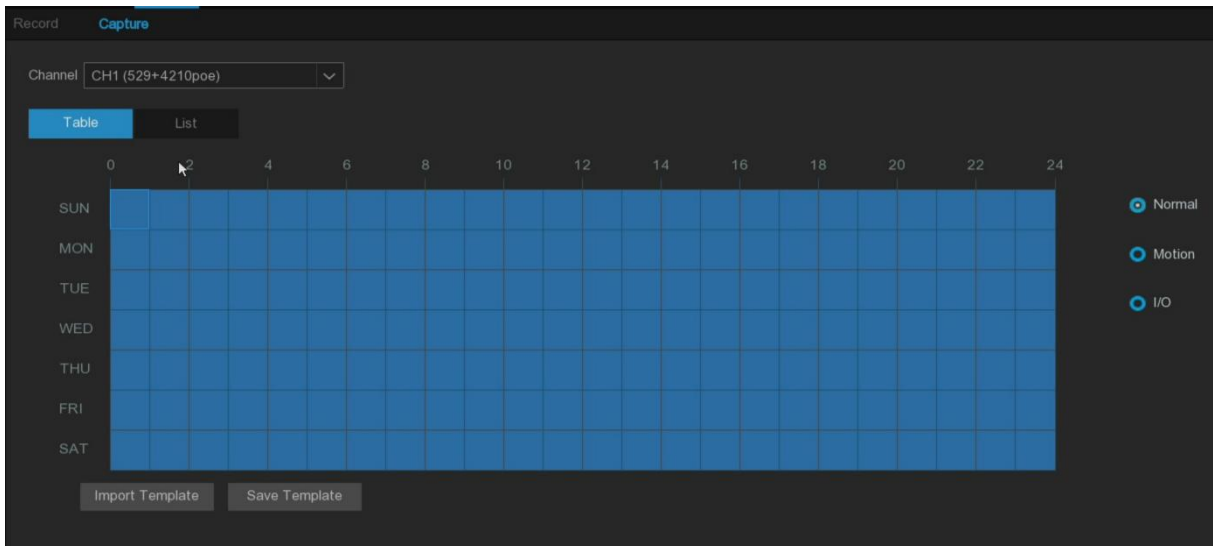 Record Capture
Channel CH1 (529+4210poe)
Table List
0 2 4 6 8 10 12 14 16 18 20 22 24
SUN
Normal
MON
Motion
TUE
I/O
WED
THU
FRI
SAT
Import Template Save Template